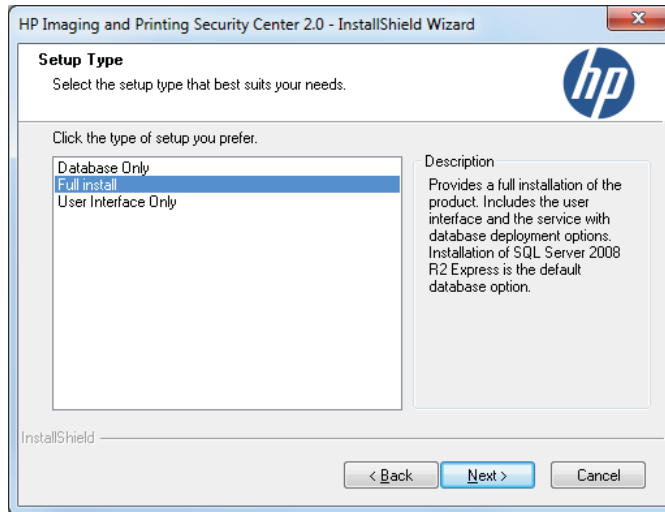 HP Imaging and Printing Security Center 2.0 - InstallShield Wizard
Setup Type
Select the setup type that best suits your needs.
hp
Click the type of setup you prefer.
Database Only
Full install
User Interface Only
Description
Provides a full installation of the
product. Includes the user
interface and the service with
database deployment options.
Installation of SQL Server 2008
R2 Express is the default
database option.
InstallShield
< Back
Next >
Cancel